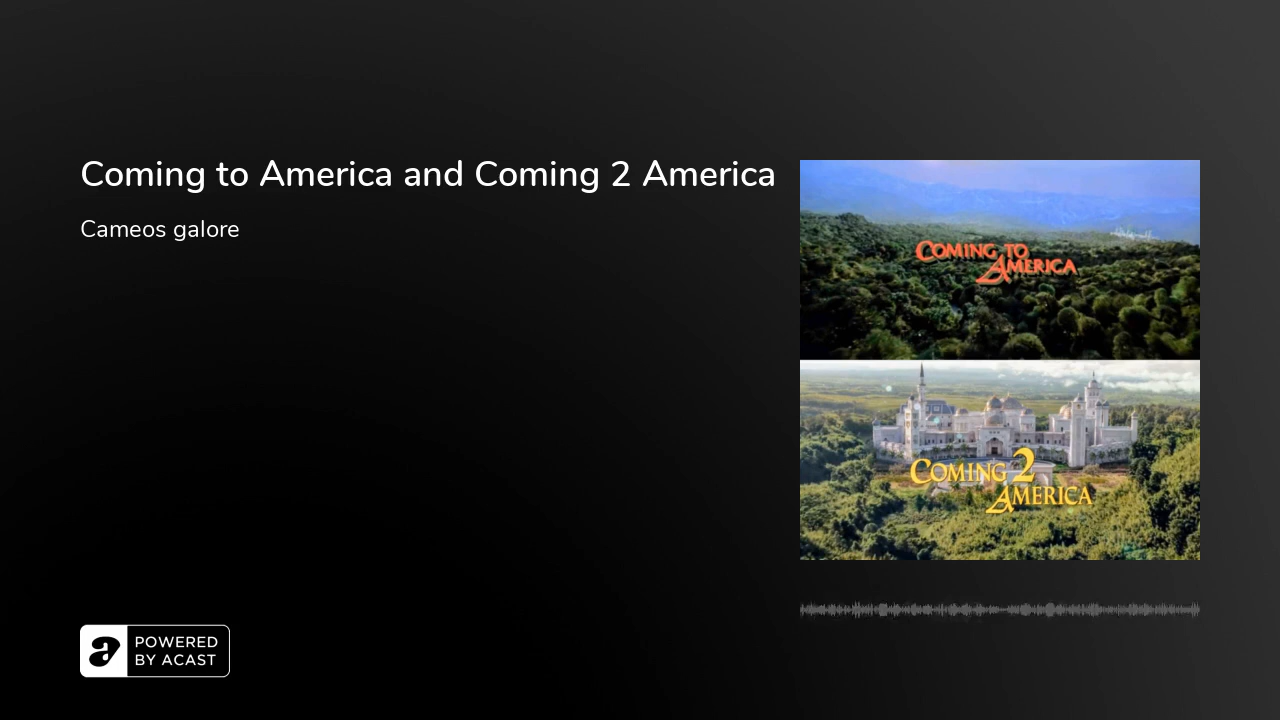 Coming to America and Coming 2 America
Cameos galore
COMING TO
AMERICA
COMING 2
AMERICA
POWERED
BY ACAST